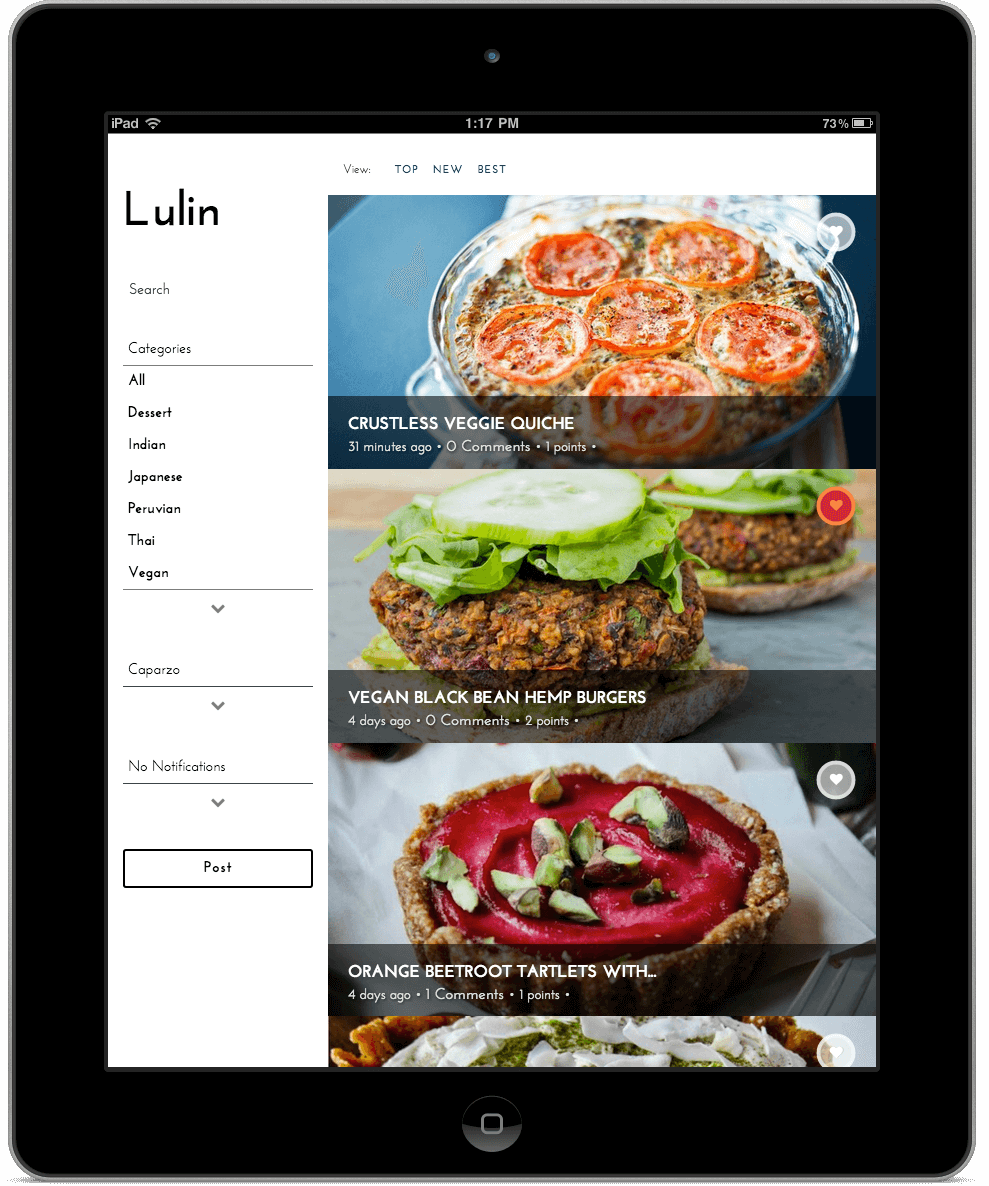 iPad 1:17 PM 73%
View: TOP NEW BEST
Lulin
Search
Categories
All
Dessert
Indian
Japanese
Peruvian
Thai
Vegan
Caparzo
No Notifications
Post
CRUSTLESS VEGGIE QUICHE
31 minutes ago • 0 Comments • 1 points •
VEGAN BLACK BEAN HEMP BURGERS
4 days ago • 0 Comments • 2 points •
ORANGE BEETROOT TARTLETS WITH...
4 days ago • 1 Comments • 1 points •